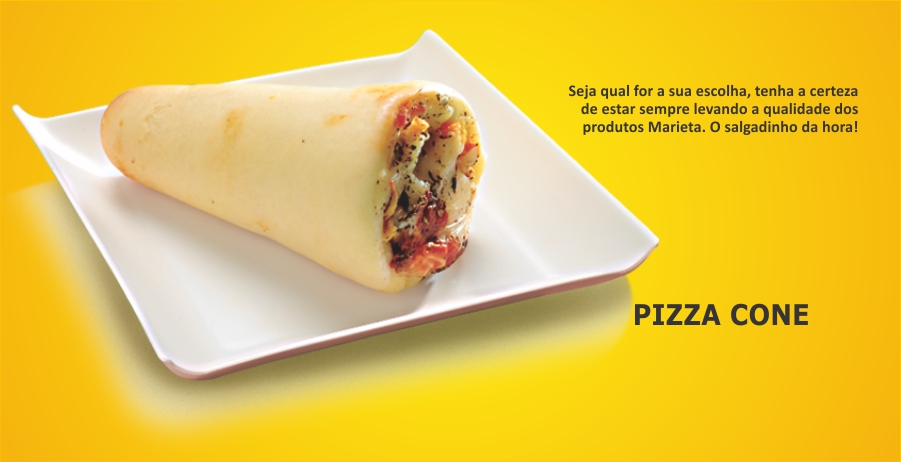 Seja qual for a sua escolha, tenha a certeza
de estar sempre levando a qualidade dos
produtos Marieta. O salgadinho da hora!
PIZZA CONE